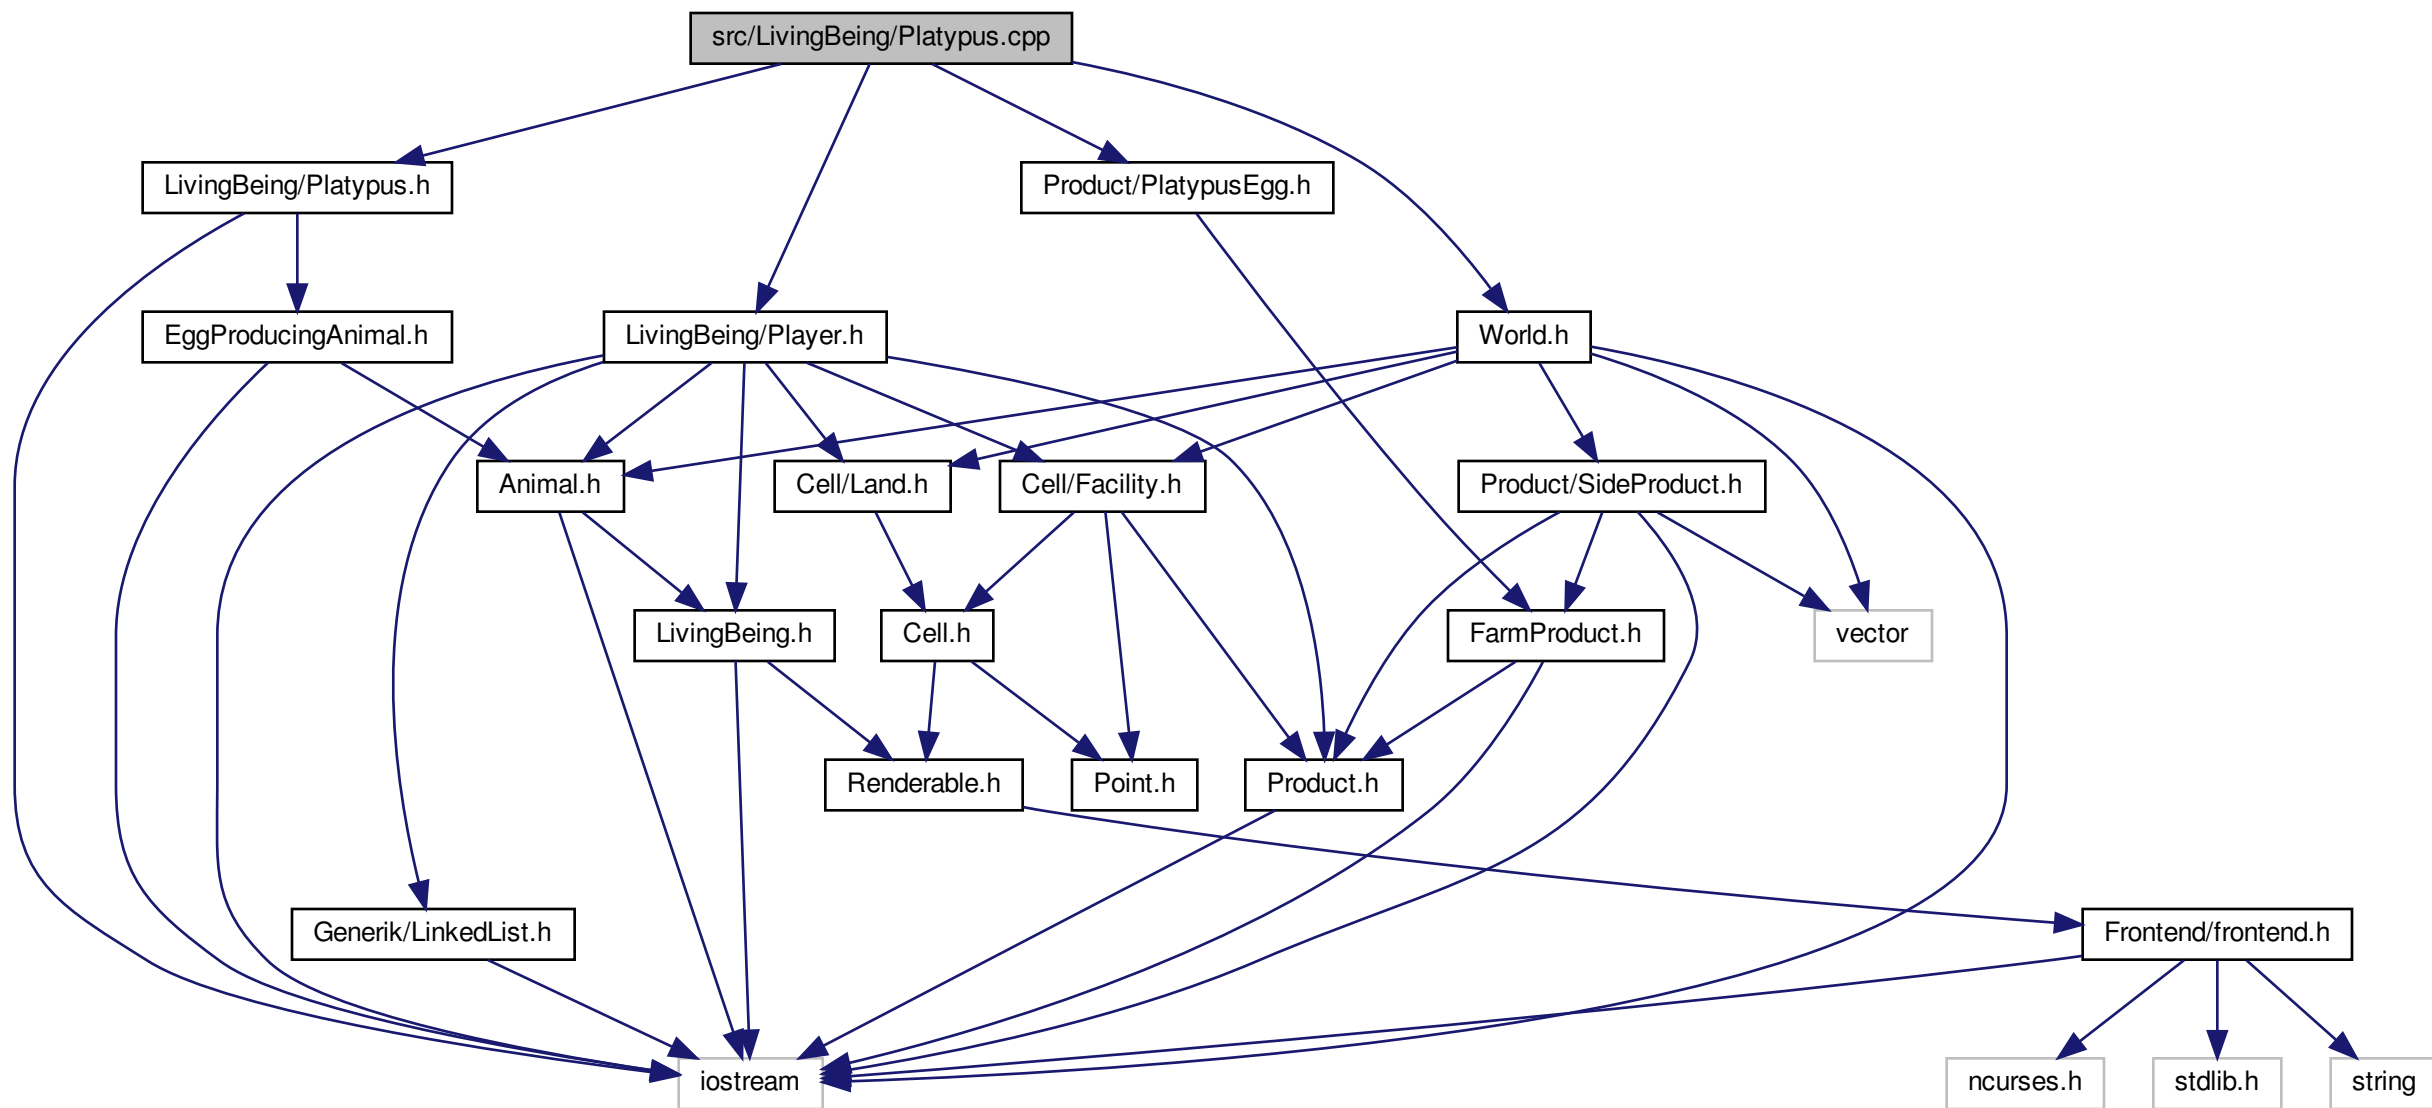 src/LivingBeing/Platypus.cpp
LivingBeing/Platypus.h
Product/PlatypusEgg.h
EggProducingAnimal.h
LivingBeing/Player.h
World.h
Animal.h
Cell/Land.h
Cell/Facility.h
Product/SideProduct.h
LivingBeing.h
Cell.h
FarmProduct.h
vector
Renderable.h
Point.h
Product.h
Generik/LinkedList.h
Frontend/frontend.h
iostream
ncurses.h
stdlib.h
string